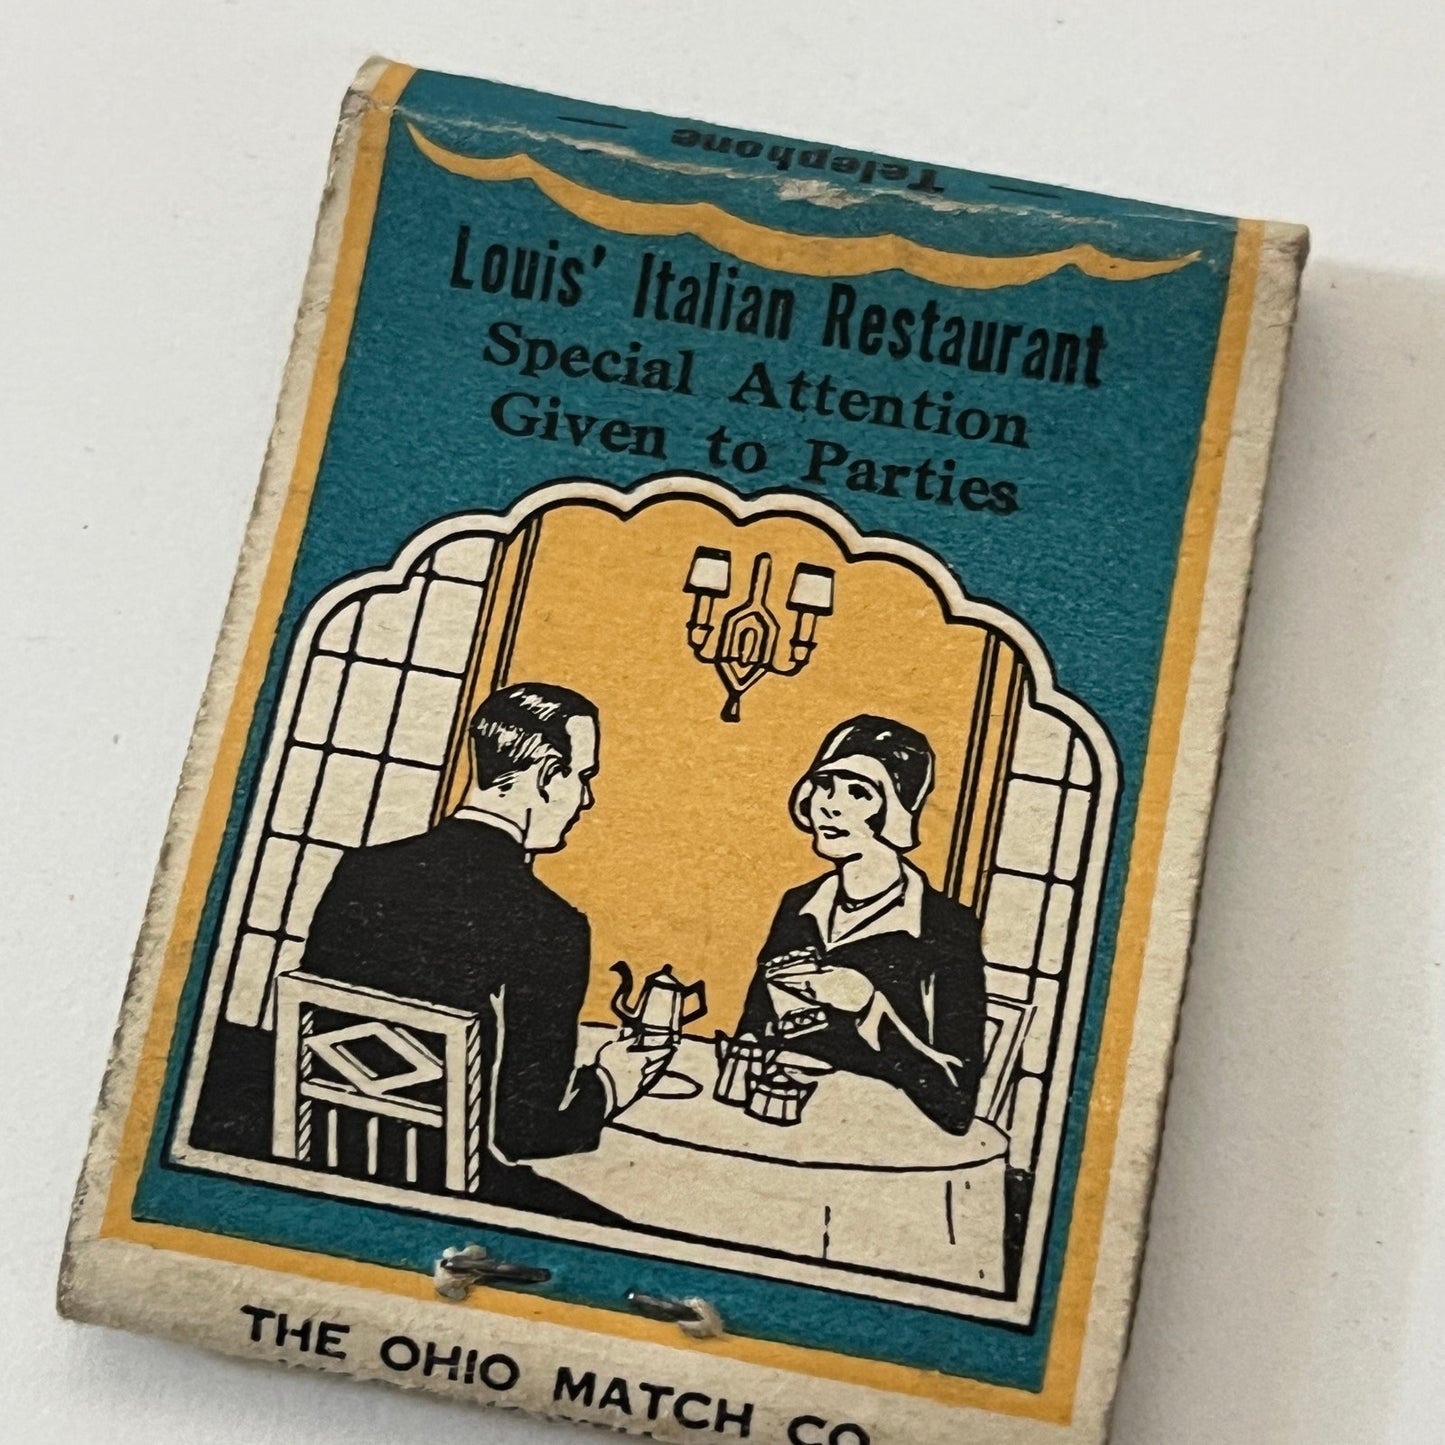 Telephone
Louis' Italian Restaurant
Special Attention
Given to Parties
THE OHIO MATCH CO